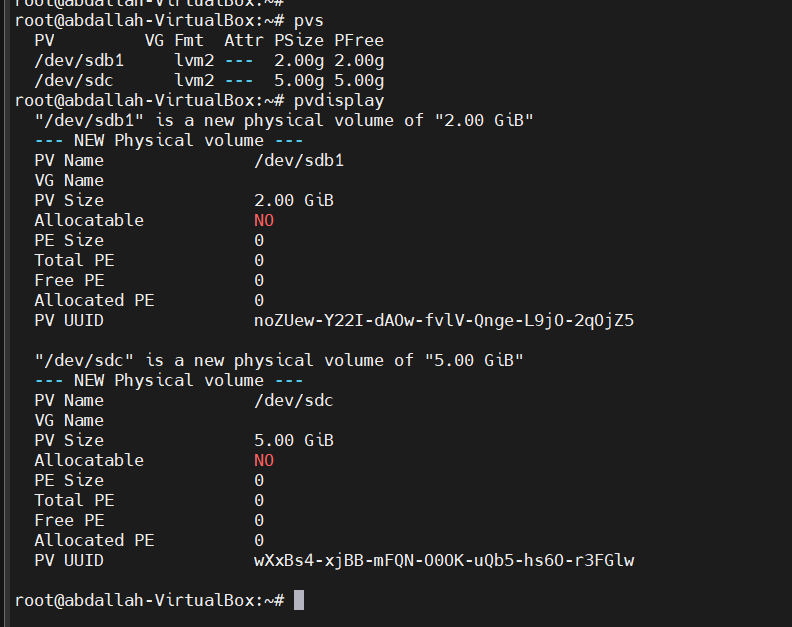 root@abdallah-VirtualBox:~#
root@abdallah-VirtualBox:~# pvs
  PV         VG Fmt  Attr PSize PFree
  /dev/sdb1     lvm2 ---  2.00g 2.00g
  /dev/sdc      lvm2 ---  5.00g 5.00g
root@abdallah-VirtualBox:~# pvdisplay
  "/dev/sdb1" is a new physical volume of "2.00 GiB"
  --- NEW Physical volume ---
  PV Name               /dev/sdb1
  VG Name
  PV Size               2.00 GiB
  Allocatable           NO
  PE Size               0
  Total PE              0
  Free PE               0
  Allocated PE          0
  PV UUID               noZUew-Y22I-dAOw-fvlV-Qnge-L9jO-2qOjZ5

  "/dev/sdc" is a new physical volume of "5.00 GiB"
  --- NEW Physical volume ---
  PV Name               /dev/sdc
  VG Name
  PV Size               5.00 GiB
  Allocatable           NO
  PE Size               0
  Total PE              0
  Free PE               0
  Allocated PE          0
  PV UUID               wXxBs4-xjBB-mFQN-O0OK-uQb5-hs6O-r3FGlw

root@abdallah-VirtualBox:~#